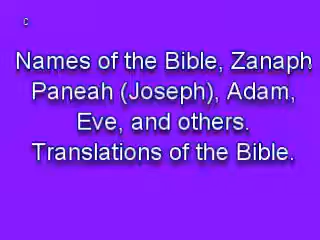 C
Names of the Bible, Zanaph
Paneah (Joseph), Adam,
Eve, and others.
Translations of the Bible.